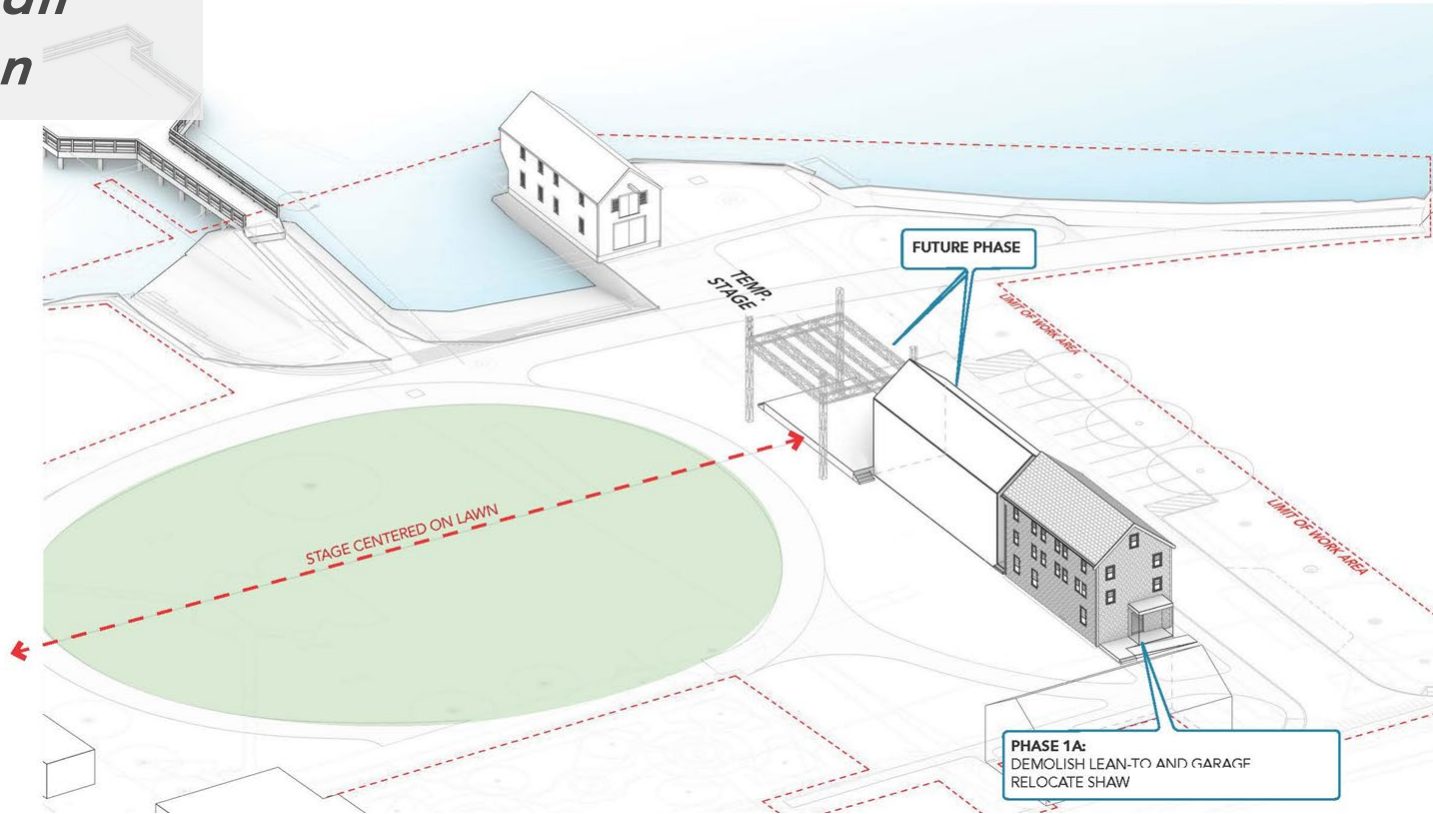 n
FUTURE PHASE
TEMP.
STAGE
LIMIT OF WORK AREA
STAGE CENTERED ON LAWN
LIMIT OF WORK AREA
PHASE 1A:
DEMOLISH LEAN-TO AND GARAGE
RELOCATE SHAW